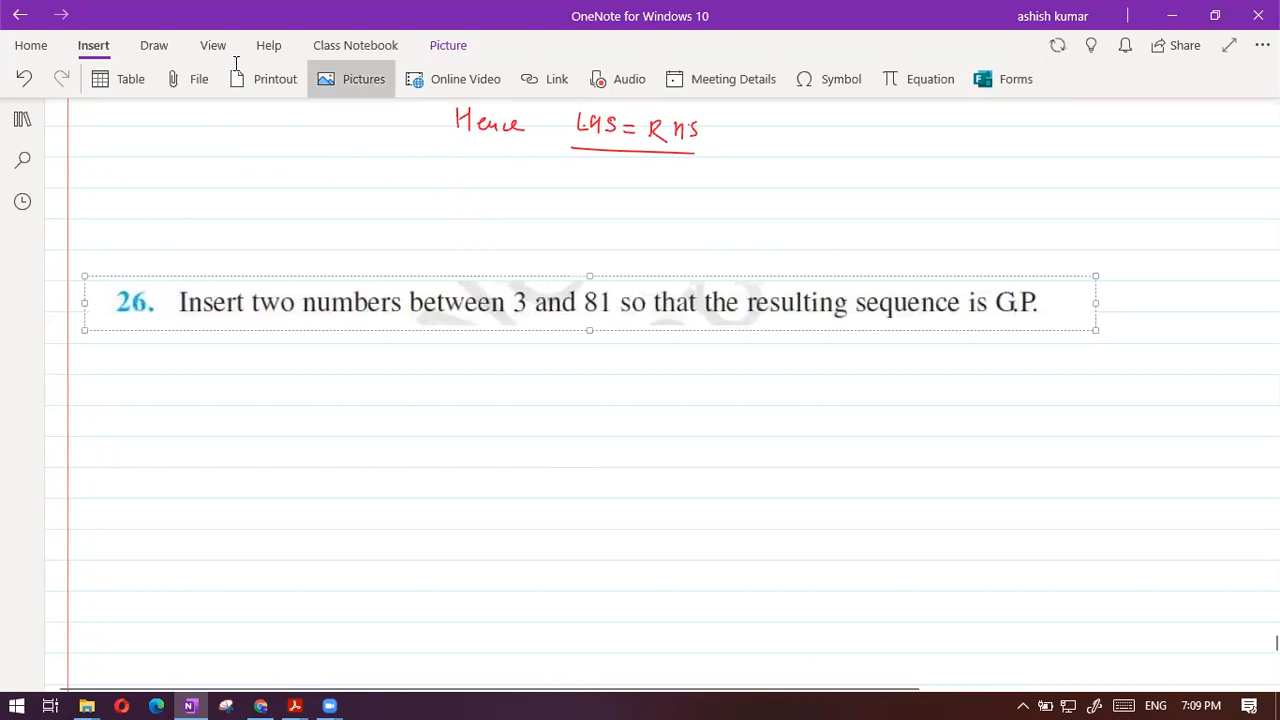 OneNote for Windows 10
ashish kumar
Home Insert Draw View Help Class Notebook Picture
Share
Table File Printout Pictures Online Video Link Audio Meeting Details Symbol Equation Forms
Hence LHS = RHS
26. Insert two numbers between 3 and 81 so that the resulting sequence is G.P.
ENG 7:09 PM